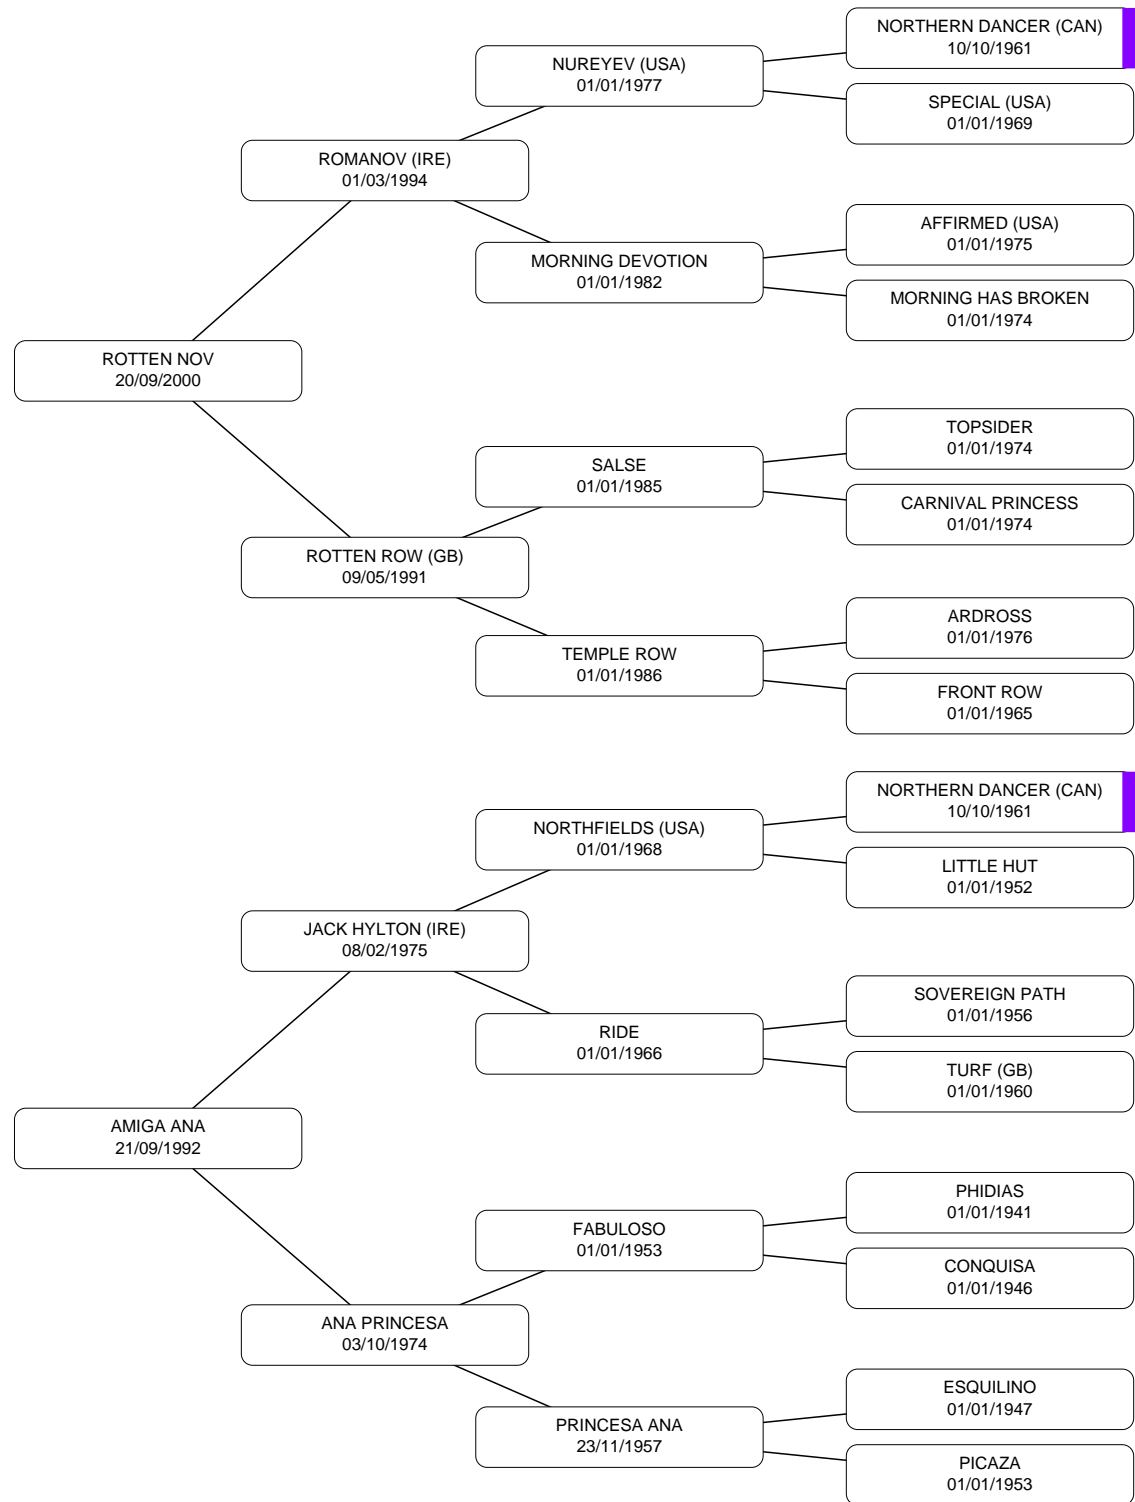 NORTHERN DANCER (CAN)
10/10/1961
NUREYEV (USA)
01/01/1977
SPECIAL (USA)
01/01/1969
ROMANOV (IRE)
01/03/1994
AFFIRMED (USA)
01/01/1975
MORNING DEVOTION
01/01/1982
MORNING HAS BROKEN
01/01/1974
ROTTEN NOV
20/09/2000
TOPSIDER
01/01/1974
SALSE
01/01/1985
CARNIVAL PRINCESS
01/01/1974
ROTTEN ROW (GB)
09/05/1991
ARDROSS
01/01/1976
TEMPLE ROW
01/01/1986
FRONT ROW
01/01/1965
NORTHERN DANCER (CAN)
10/10/1961
NORTHFIELDS (USA)
01/01/1968
LITTLE HUT
01/01/1952
JACK HYLTON (IRE)
08/02/1975
SOVEREIGN PATH
01/01/1956
RIDE
01/01/1966
TURF (GB)
01/01/1960
AMIGA ANA
21/09/1992
PHIDIAS
01/01/1941
FABULOSO
01/01/1953
CONQUISA
01/01/1946
ANA PRINCESA
03/10/1974
ESQUILINO
01/01/1947
PRINCESA ANA
23/11/1957
PICAZA
01/01/1953